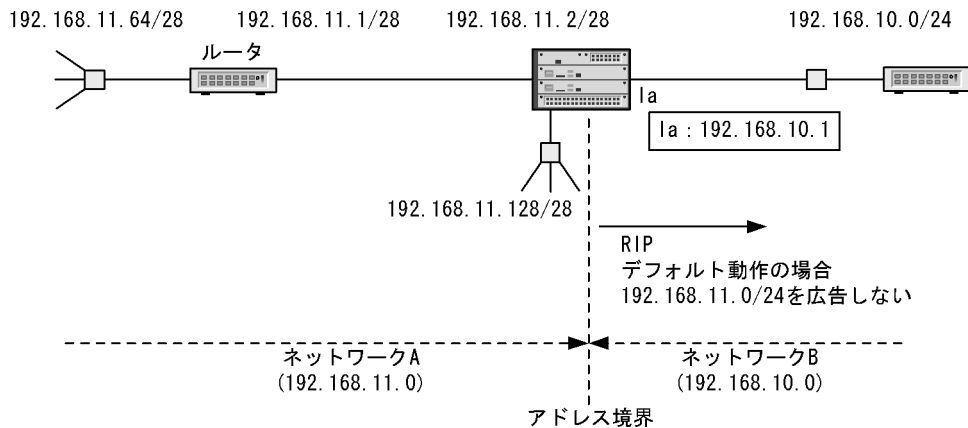 192.168.11.64/28
192.168.11.1/28
192.168.11.2/28
192.168.10.0/24
ルータ
Ia
Ia：192.168.10.1
192.168.11.128/28
RIP
デフォルト動作の場合
192.168.11.0/24を広告しない
ネットワークA
(192.168.11.0)
ネットワークB
(192.168.10.0)
アドレス境界